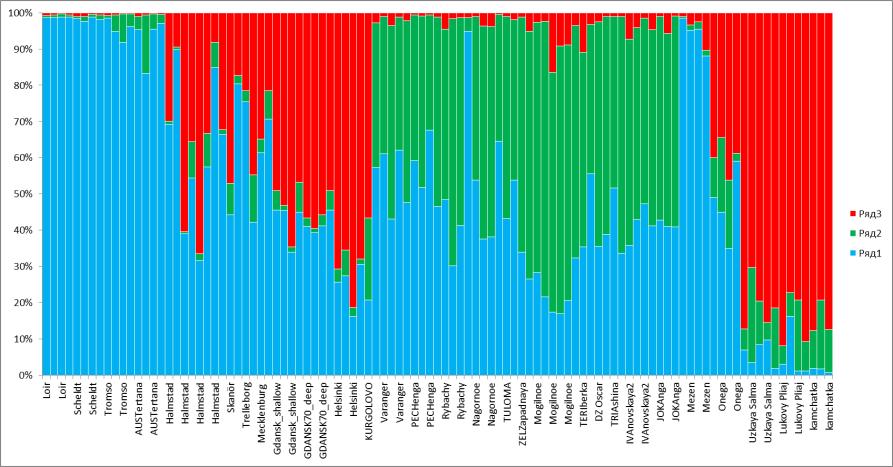 100%
90%
80%
70%
60%
50%
40%
30%
20%
10%
0%
Ряд3
Ряд2
Ряд1
Loir
Loir
Scheldt
Scheldt
Tromso
Tromso
AUSTertana
AUSTertana
Halmstad
Halmstad
Halmstad
Halmstad
Skanör
Trelleborg
Mecklenburg
Gdansk_shallow
Gdansk_shallow
GDANSK70_deep
GDANSK70_deep
Helsinki
Helsinki
KURGOLOVO
Varanger
Varanger
PECHenga
PECHenga
Rybachy
Rybachy
Nagornoe
Nagornoe
TULOMA
ZELZapadnaya
Mogilnoe
Mogilnoe
Mogilnoe
TERIberka
DZ Oscar
TRIAshina
IVAnovskaya2
IVAnovskaya2
JOKAnga
JOKAnga
Mezen
Mezen
Onega
Onega
Uzkaya Salma
Uzkaya Salma
Lukovy Pliaj
Lukovy Pliaj
kamchatka
kamchatka